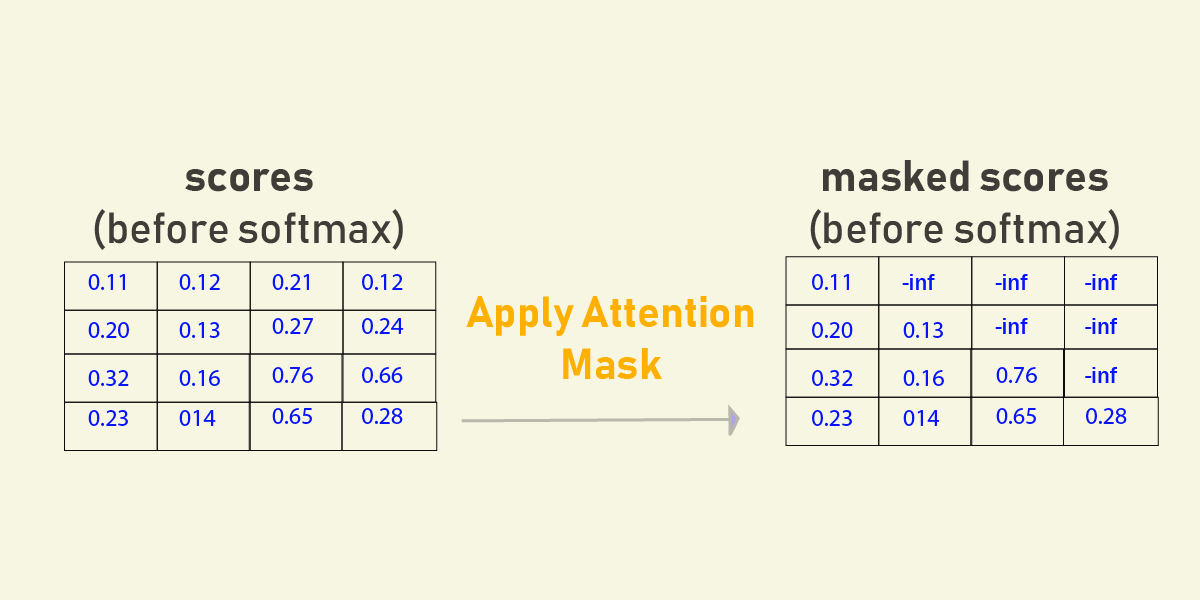 scores
(before softmax)
0.11 0.12 0.21 0.12
0.20 0.13 0.27 0.24
0.32 0.16 0.76 0.66
0.23 014 0.65 0.28
Apply Attention
Mask
masked scores
(before softmax)
0.11 -inf -inf -inf
0.20 0.13 -inf -inf
0.32 0.16 0.76 -inf
0.23 014 0.65 0.28